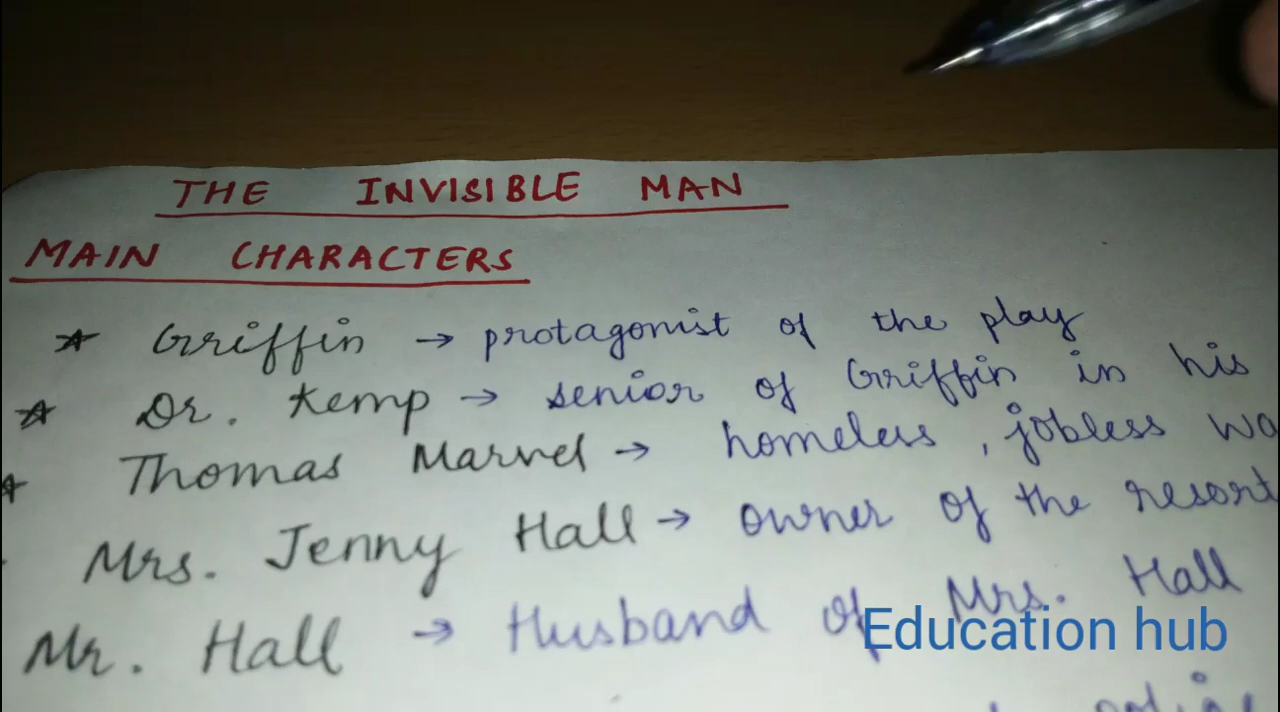 THE INVISIBLE MAN
MAIN CHARACTERS
☆ Griffin → protagonist of the play
☆ Dr. Kemp → senior of Griffin in his
☆ Thomas Marvel → homeless, jobless
Mrs. Jenny Hall → owner of the resort
Mr. Hall → Husband of Mrs. Hall
Education hub